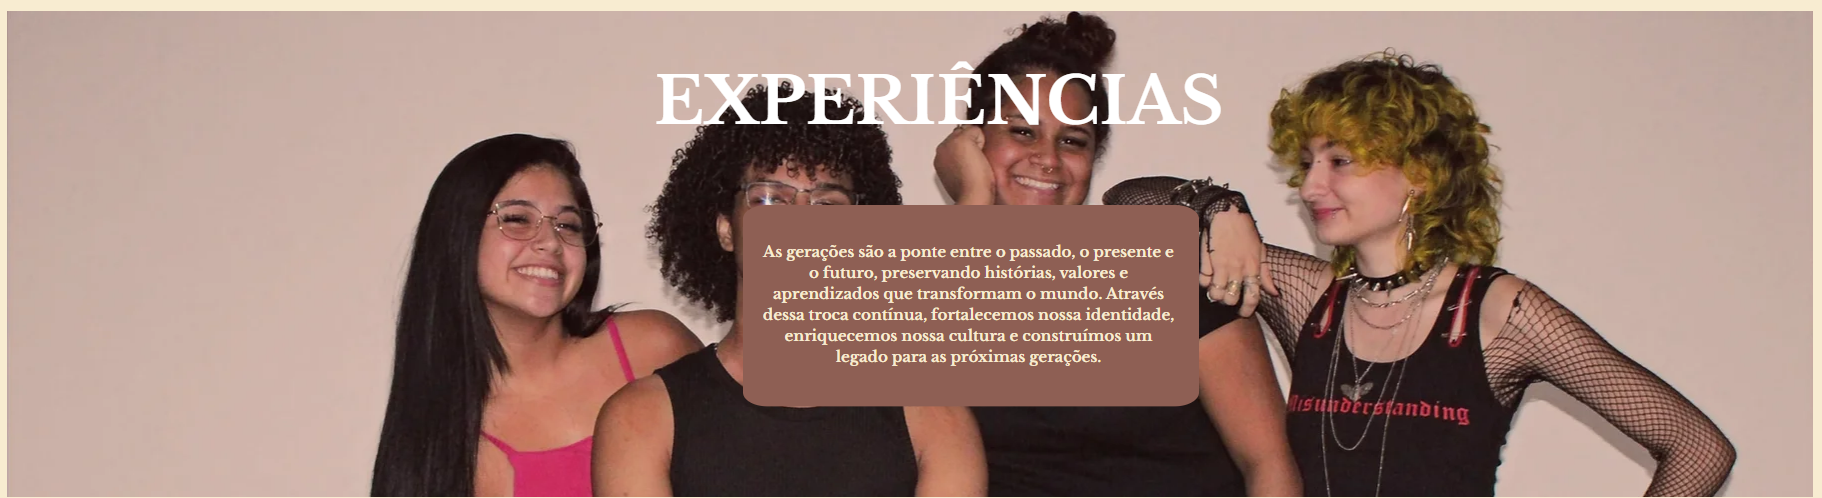 EXPERIÊNCIAS
As gerações são a ponte entre o passado, o presente e
o futuro, preservando histórias, valores e
aprendizados que transformam o mundo. Através
dessa troca contínua, fortalecemos nossa identidade,
enriquecemos nossa cultura e construímos um
legado para as próximas gerações.
Misunderstanding